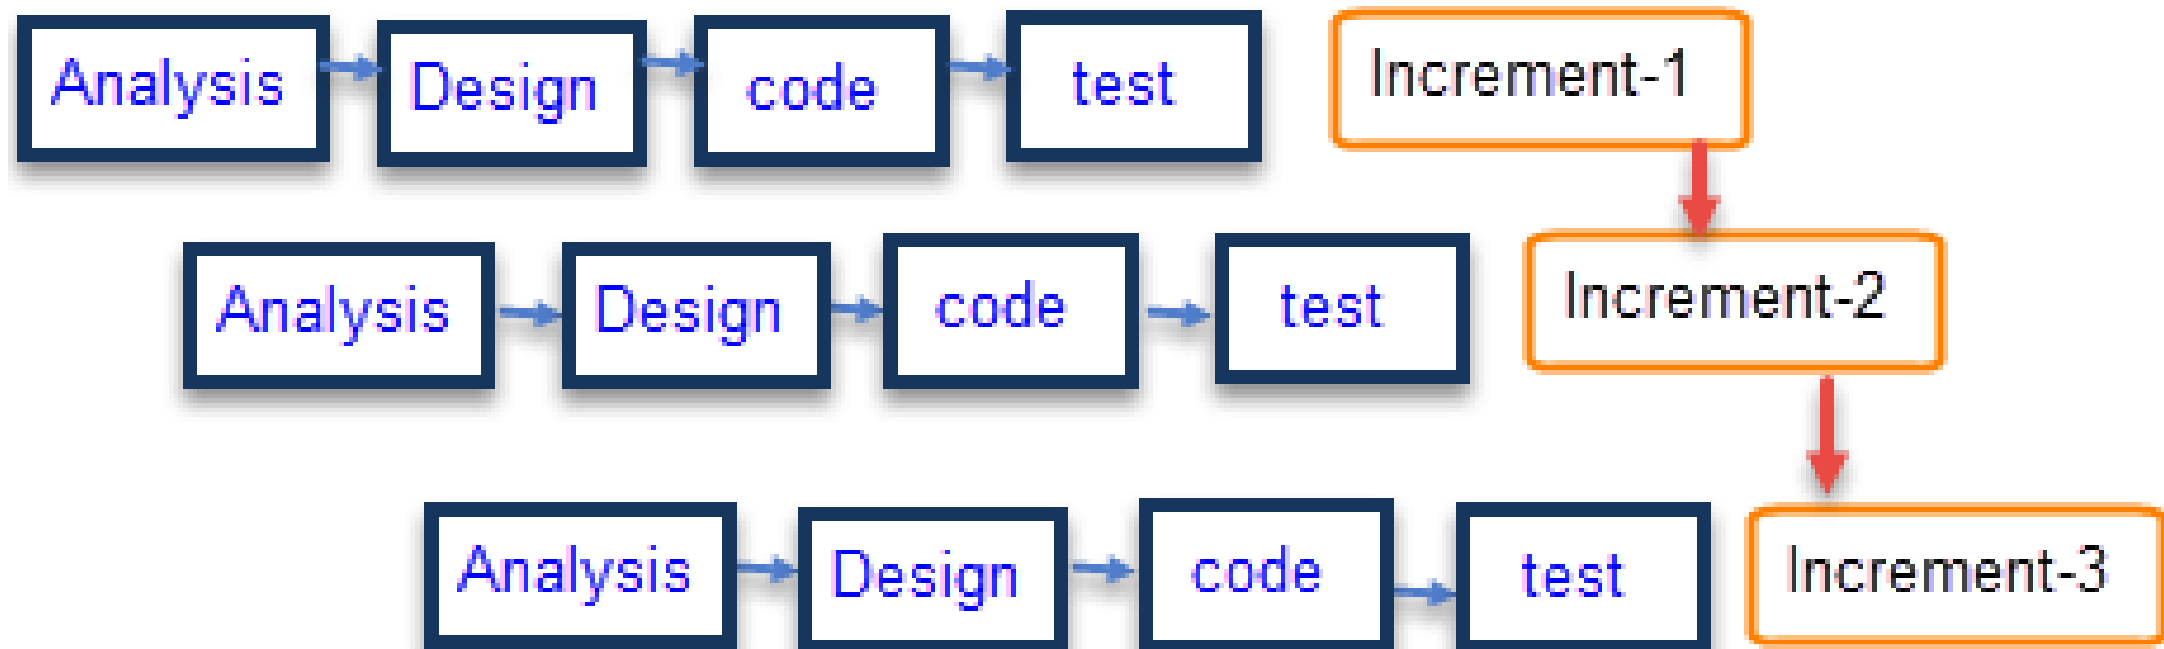 Analysis Design code test Increment-1
Analysis Design code test Increment-2
Analysis Design code test Increment-3